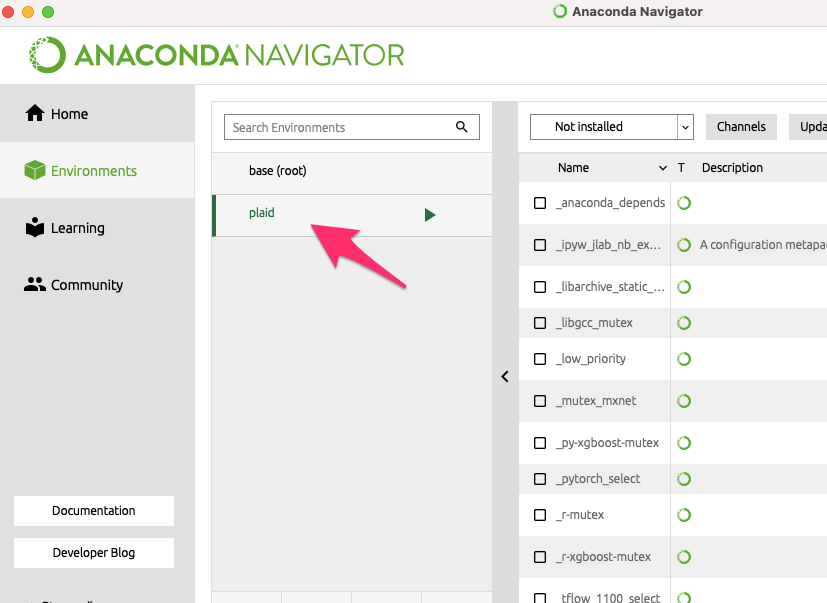 Anaconda Navigator
ANACONDA NAVIGATOR
Home
Environments
Learning
Community
Documentation
Developer Blog
Search Environments
base (root)
plaid
Not installed
Channels
Upda
Name T Description
_anaconda_depends
_ipyw_jlab_nb_ex... A configuration metapac
_libarchive_static_...
_libgcc_mutex
_low_priority
_mutex_mxnet
_py-xgboost-mutex
_pytorch_select
_r-mutex
_r-xgboost-mutex
_tflow_1100_select